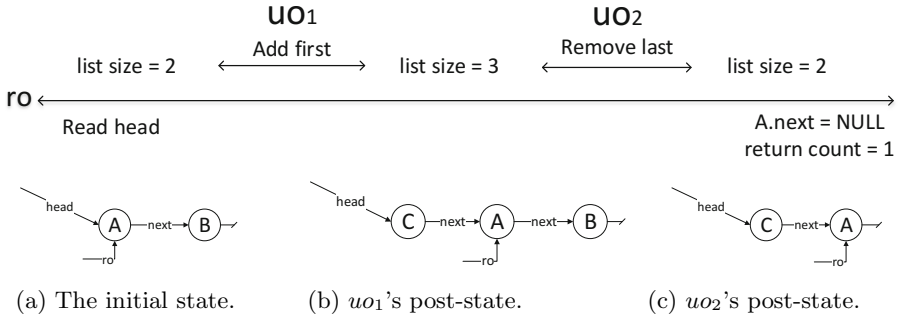 uo1 uo2
Add first Remove last
list size = 2 list size = 3 list size = 2
ro
Read head A.next = NULL
return count = 1
head A next B ro
head C next A next B ro
head C next A ro
(a) The initial state. (b) uo1's post-state. (c) uo2's post-state.